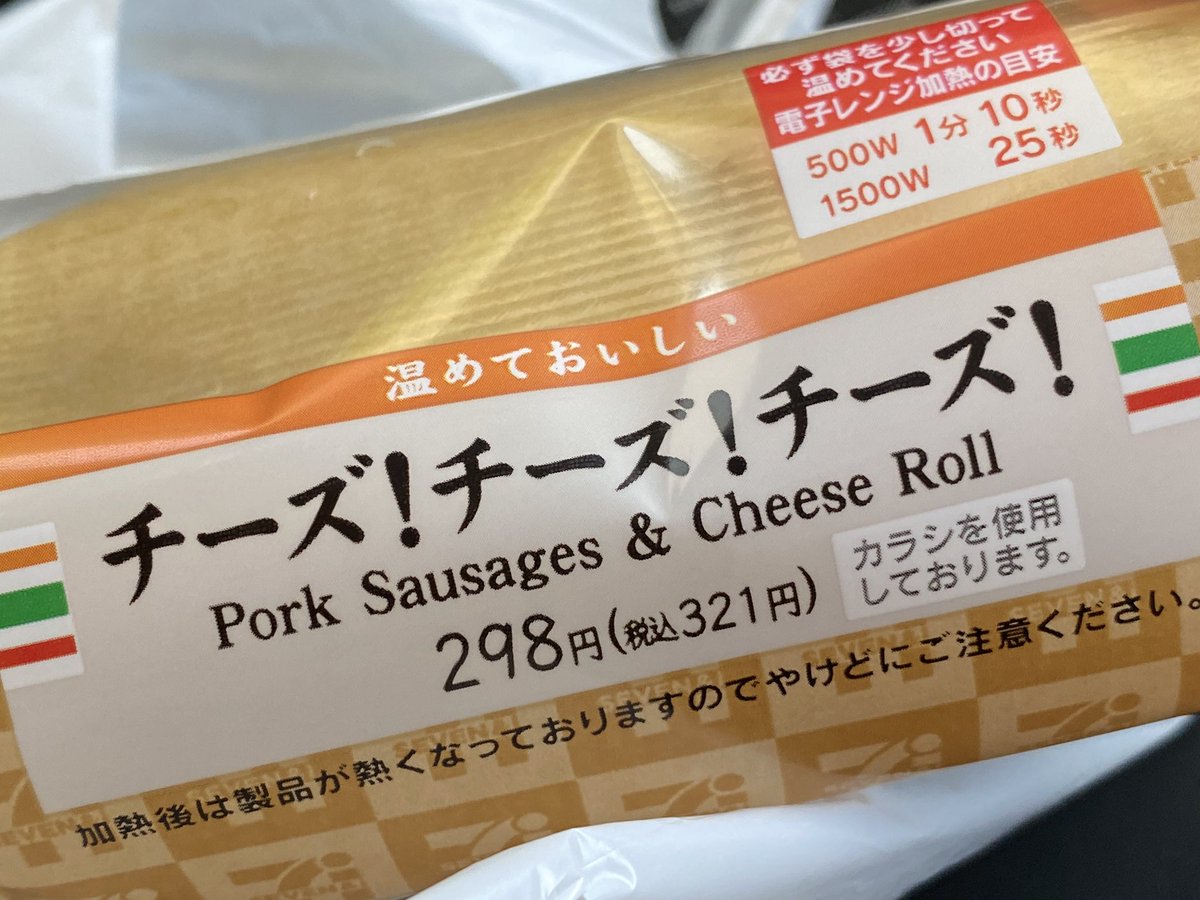 必ず袋を少し切って
温めてください
電子レンジ加熱の目安
500W 1分 10秒
1500W 25秒
温めておいしい
チーズ!チーズ!チーズ!
Pork Sausages & Cheese Roll
298円(税込321円)
カラシを使用
しております。
加熱後は製品が熱くなっておりますのでやけどにご注意ください。